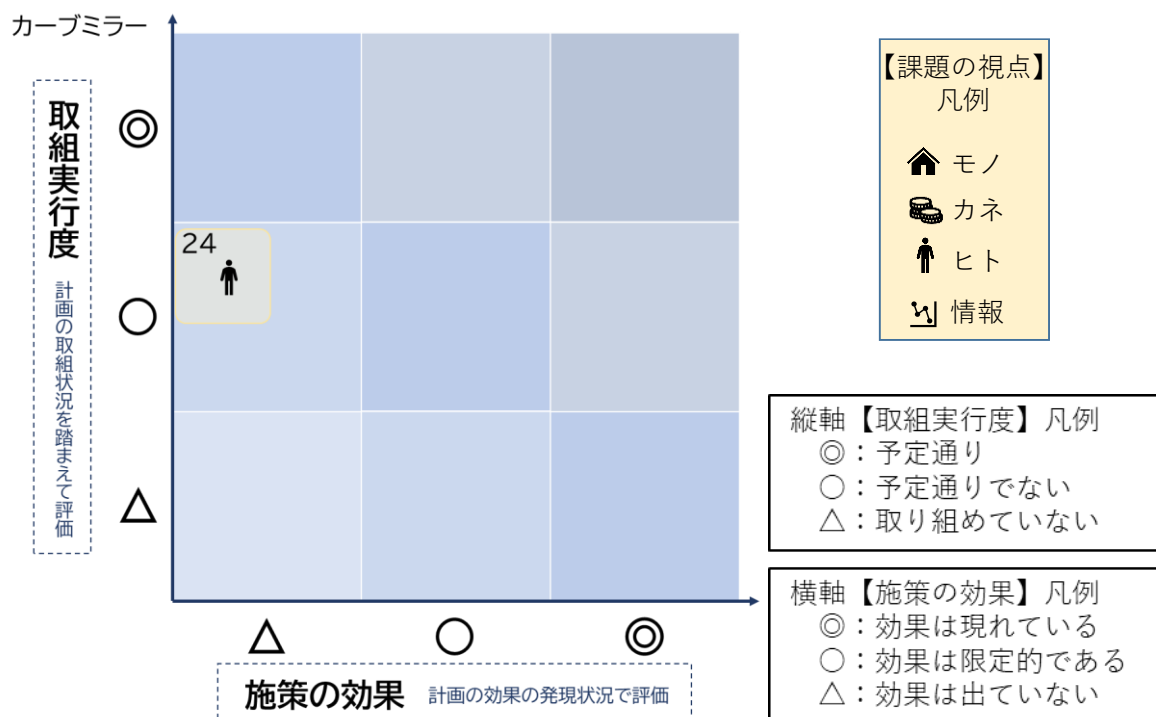 カーブミラー
取組実行度
計画の取組状況を踏まえて評価
◎
○
△
24
△
○
◎
施策の効果 計画の効果の発現状況で評価
【課題の視点】
凡例
モノ
カネ
ヒト
情報
縦軸【取組実行度】凡例
◎：予定通り
○：予定通りでない
△：取り組めていない
横軸【施策の効果】凡例
◎：効果は現れている
○：効果は限定的である
△：効果は出ていない